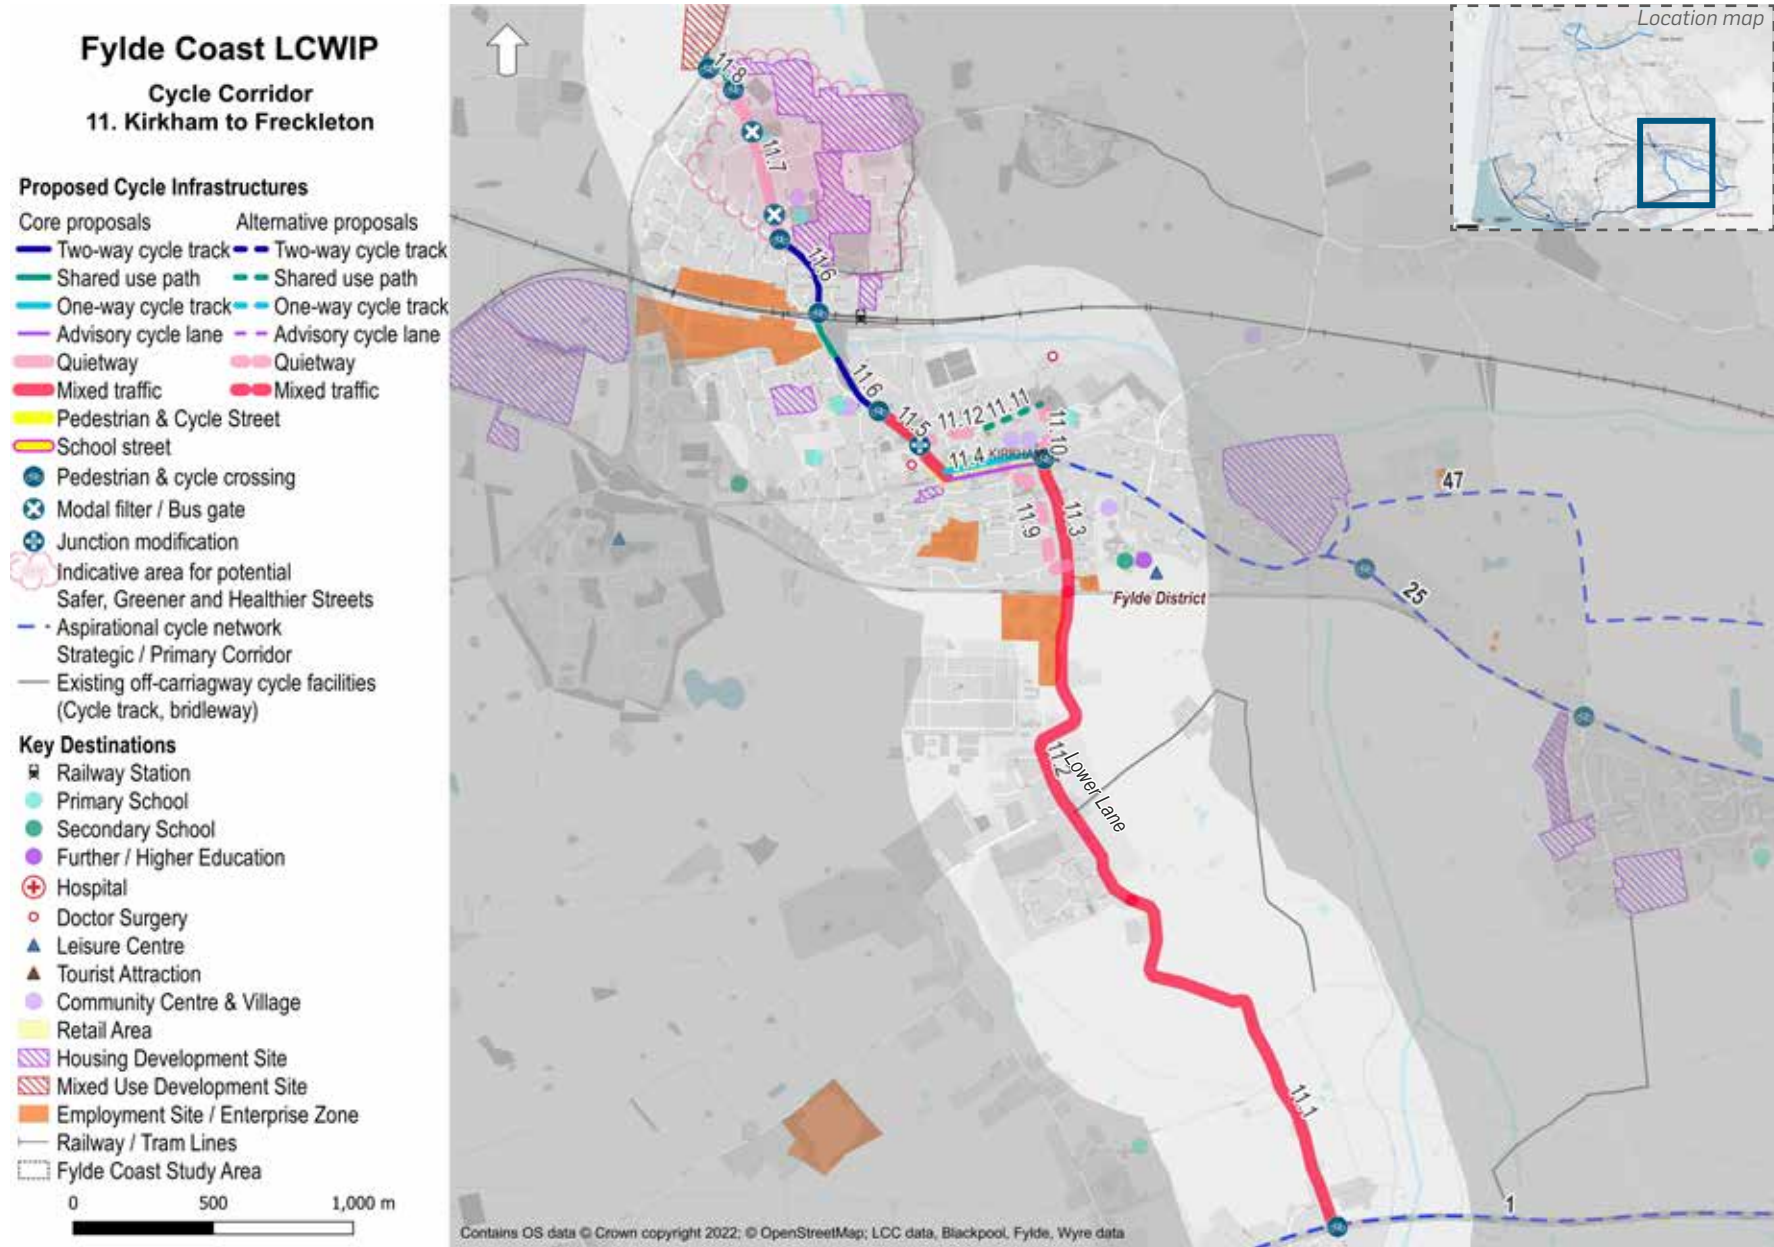 Fylde Coast LCWIP
Cycle Corridor
11. Kirkham to Freckleton
Proposed Cycle Infrastructures
Core proposals Alternative proposals
Two-way cycle track Two-way cycle track
Shared use path Shared use path
One-way cycle track One-way cycle track
Advisory cycle lane Advisory cycle lane
Quietway Quietway
Mixed traffic Mixed traffic
Pedestrian & Cycle Street
School street
Pedestrian & cycle crossing
Modal filter / Bus gate
Junction modification
Indicative area for potential
Safer, Greener and Healthier Streets
Aspirational cycle network
Strategic / Primary Corridor
Existing off-carriagway cycle facilities
(Cycle track, bridleway)
Key Destinations
Railway Station
Primary School
Secondary School
Further / Higher Education
Hospital
Doctor Surgery
Leisure Centre
Tourist Attraction
Community Centre & Village
Retail Area
Housing Development Site
Mixed Use Development Site
Employment Site / Enterprise Zone
Railway / Tram Lines
Fylde Coast Study Area
0 500 1,000 m
Location map
11.8
11.7
11.6
11.6
11.5
11.12
11.11
11.10
11.4
KIRKHAM
11.9
11.3
47
25
Fylde District
11.2
Lower Lane
11.1
1
Contains OS data © Crown copyright 2022; © OpenStreetMap; LCC data, Blackpool, Fylde, Wyre data